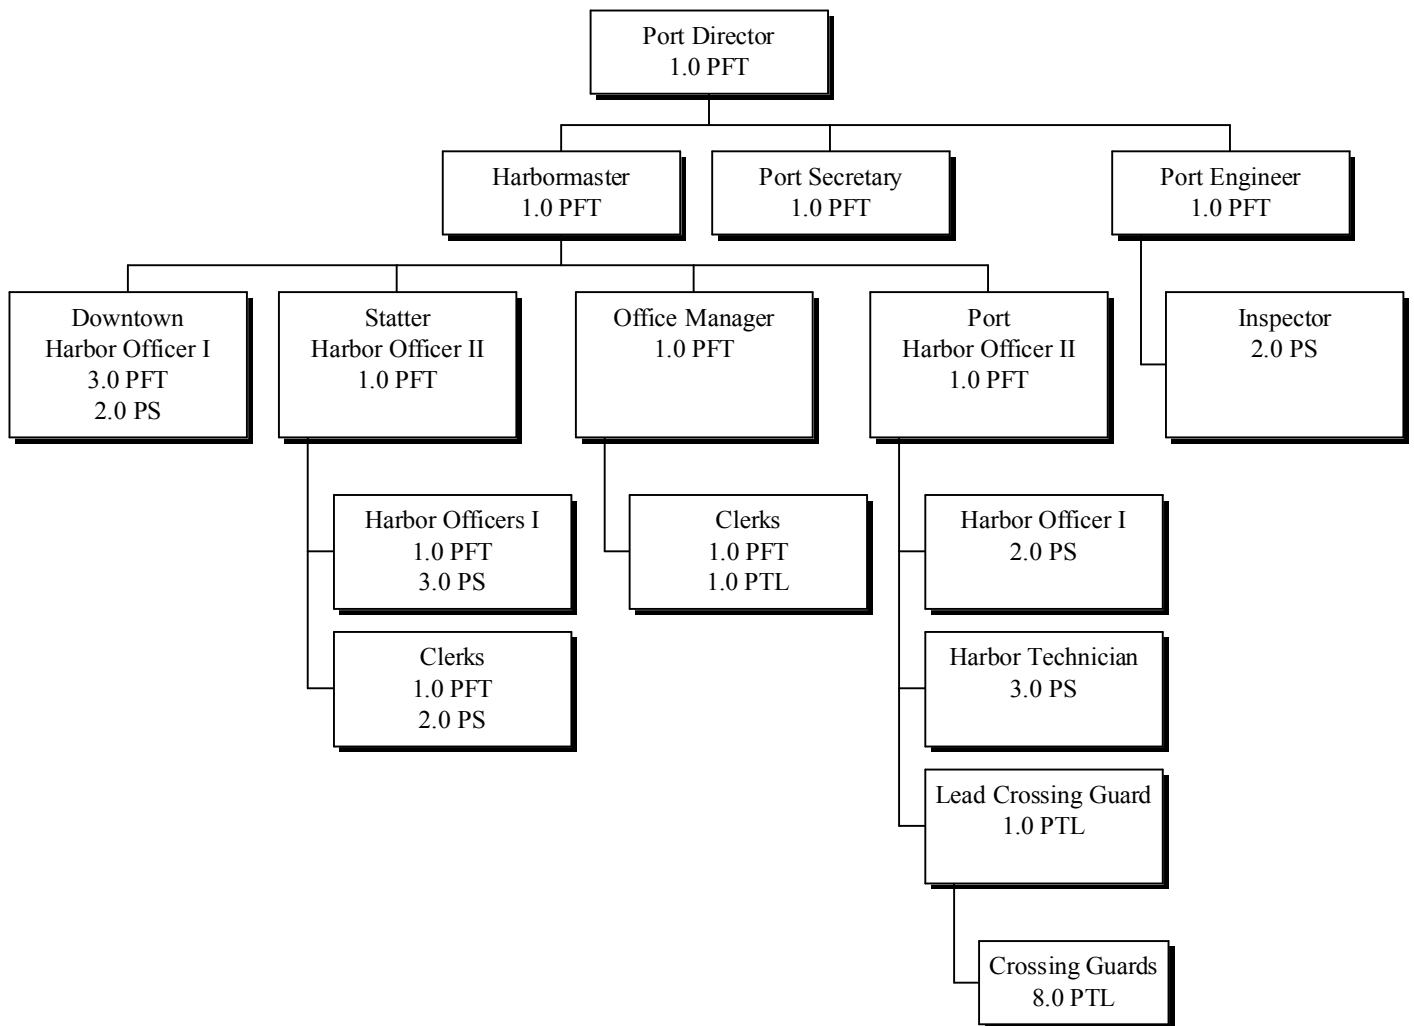 Port Director
1.0 PFT
Harbormaster
1.0 PFT
Port Secretary
1.0 PFT
Port Engineer
1.0 PFT
Downtown
Harbor Officer I
3.0 PFT
2.0 PS
Statter
Harbor Officer II
1.0 PFT
Office Manager
1.0 PFT
Port
Harbor Officer II
1.0 PFT
Inspector
2.0 PS
Harbor Officers I
1.0 PFT
3.0 PS
Clerks
1.0 PFT
2.0 PS
Clerks
1.0 PFT
1.0 PTL
Harbor Officer I
2.0 PS
Harbor Technician
3.0 PS
Lead Crossing Guard
1.0 PTL
Crossing Guards
8.0 PTL